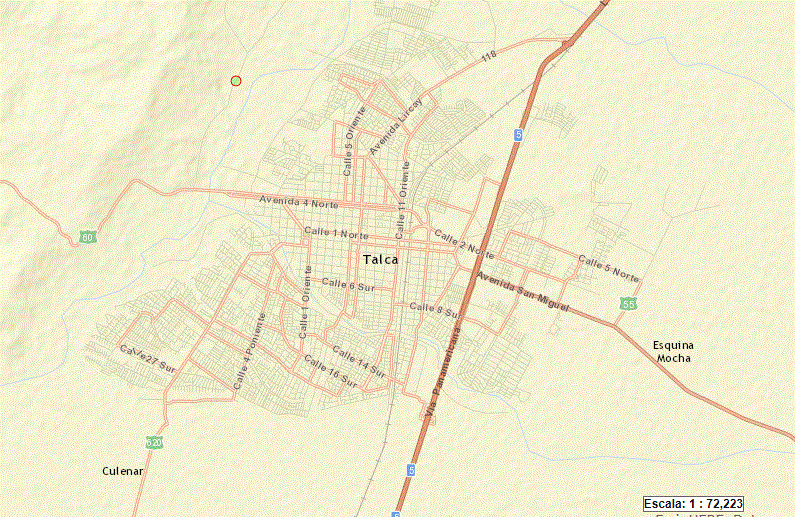 118
Calle 5 Oriente
Avenida Lircay
5
Calle 11 Oriente
Avenida 4 Norte
Calle 1 Norte
Calle 2 Norte
60
Talca
Calle 5 Norte
Avenida San Miguel
Calle 6 Sur
Calle 1 Oriente
Calle 8 Sur
55
Esquina
Mocha
Calle 27 Sur
Calle 4 Poniente
Calle 14 Sur
Calle 16 Sur
Vía Panamericana
620
Culenar
5
Escala: 1 : 72,223
5